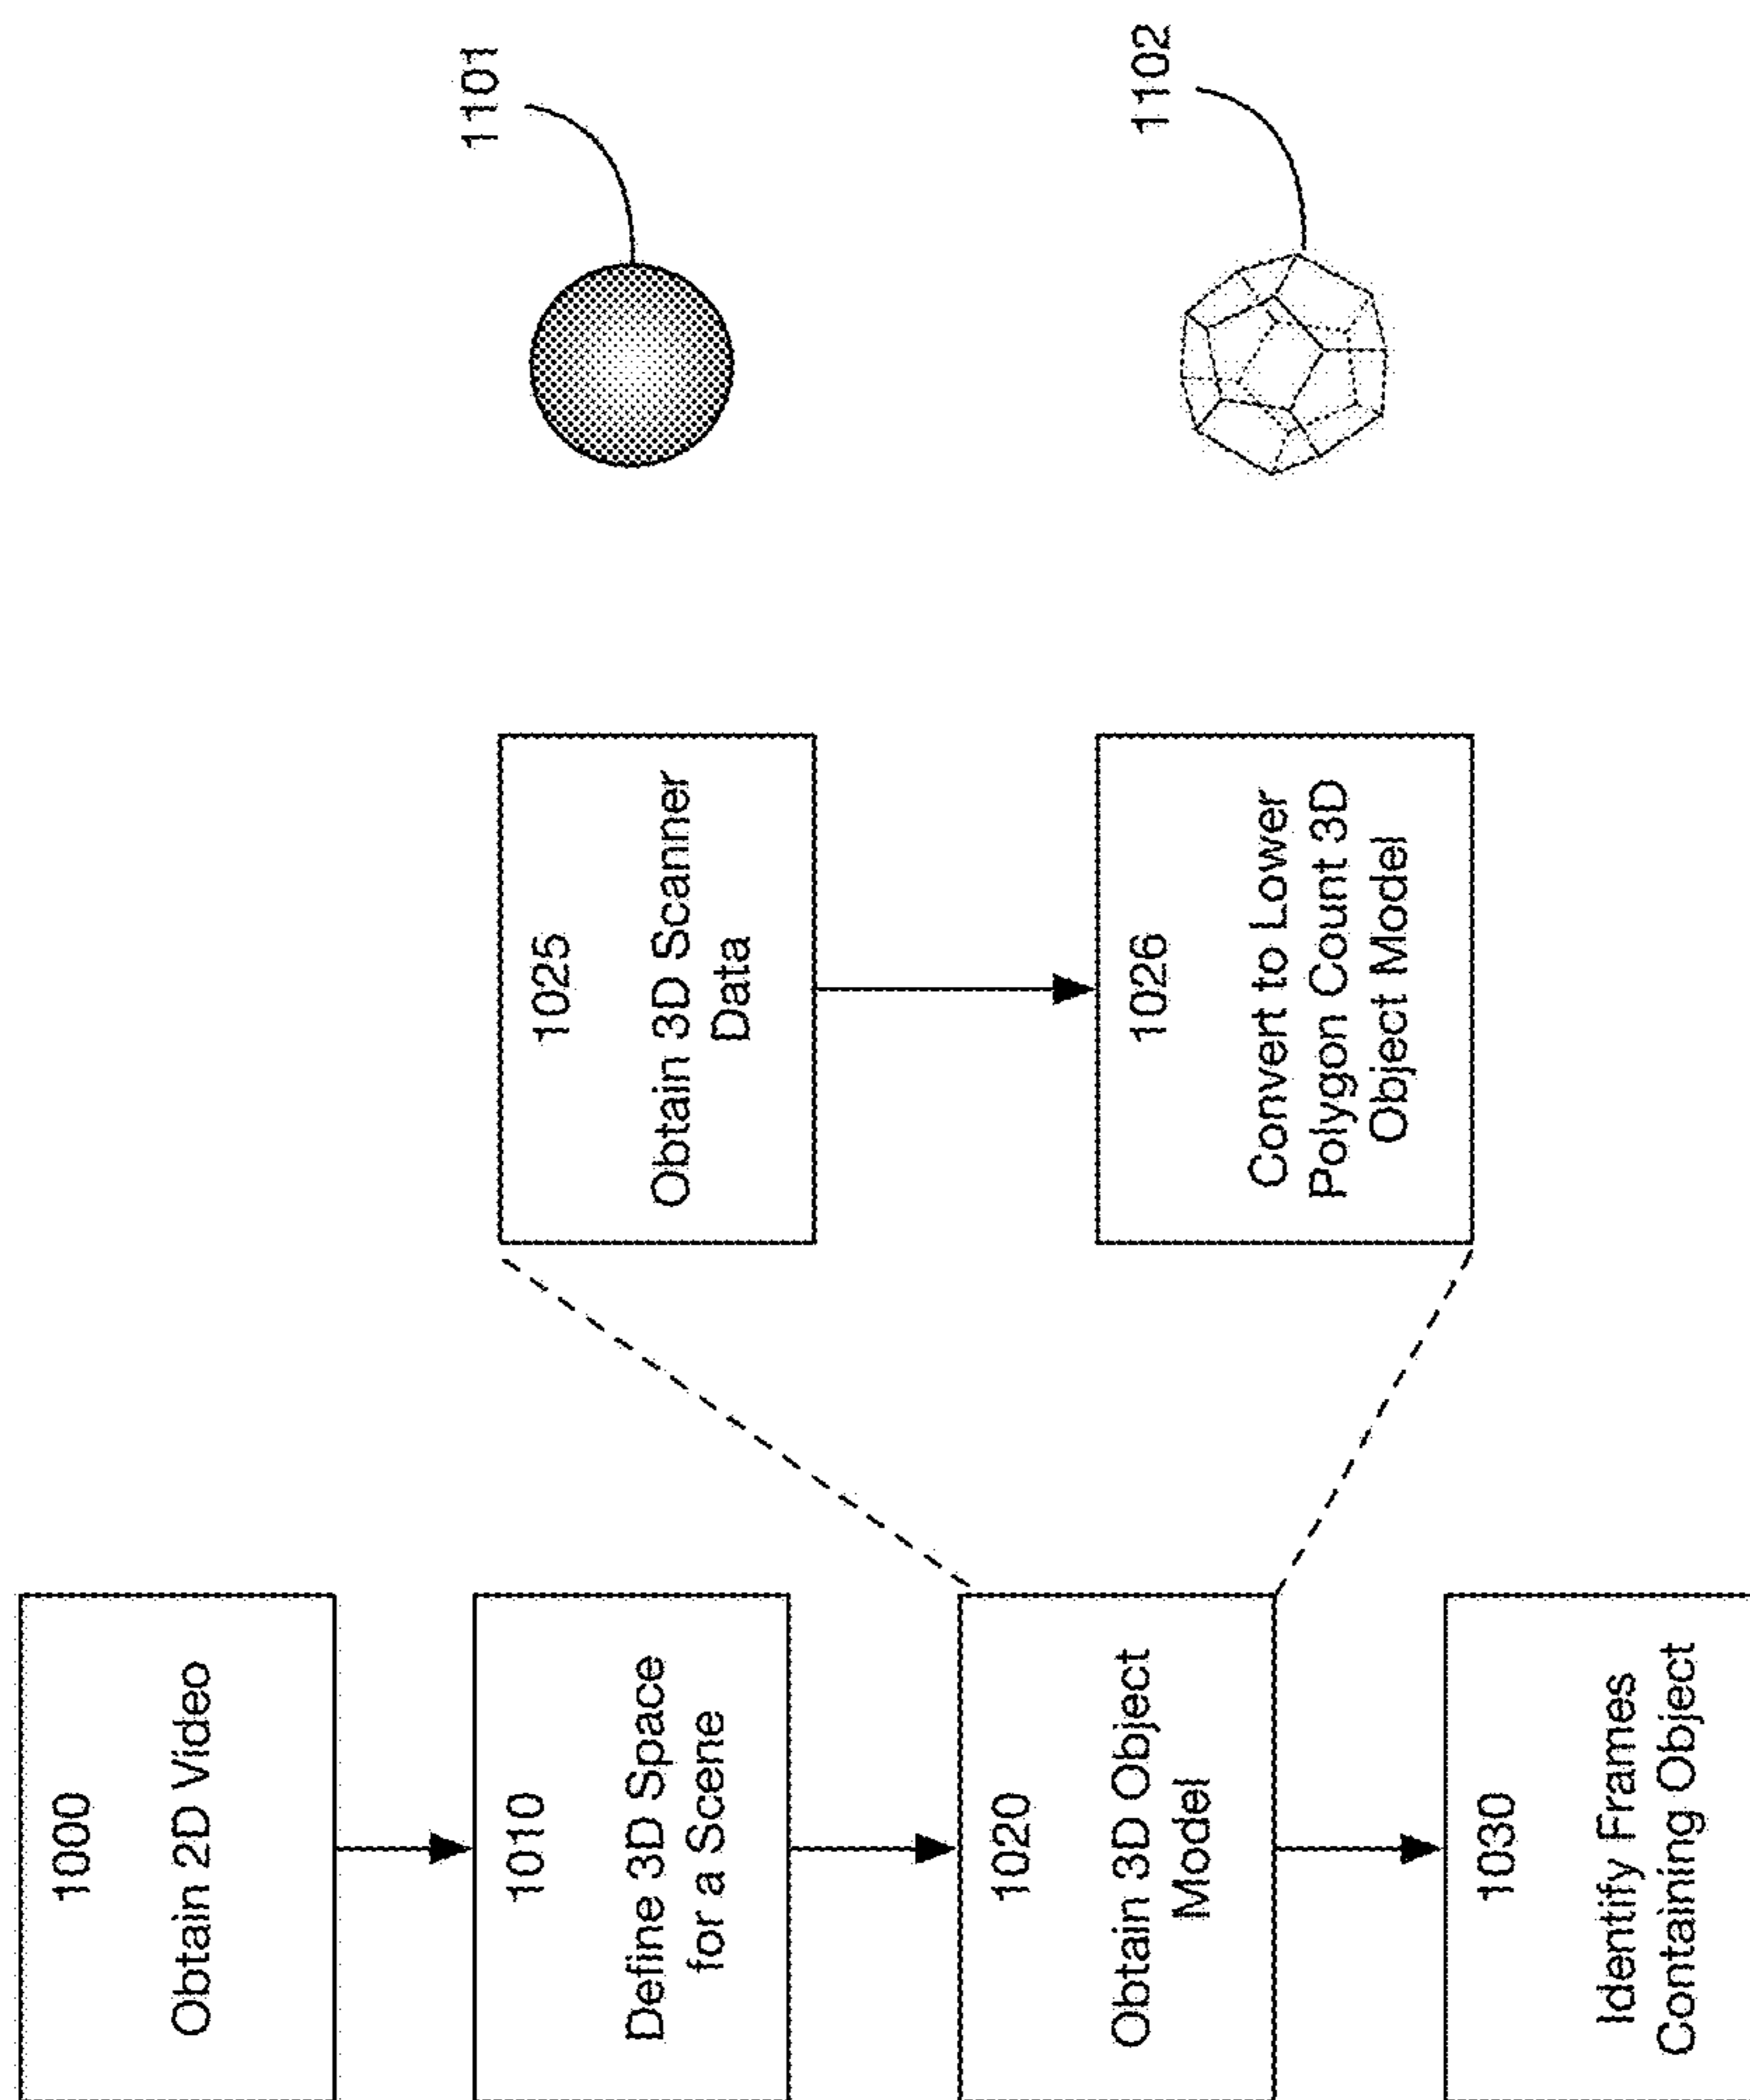 1000
Obtain 2D Video
1010
Define 3D Space
for a Scene
1020
Obtain 3D Object
Model
1030
Identify Frames
Containing Object
1025
Obtain 3D Scanner
Data
1026
Convert to Lower
Polygon Count 3D
Object Model
1101
1102